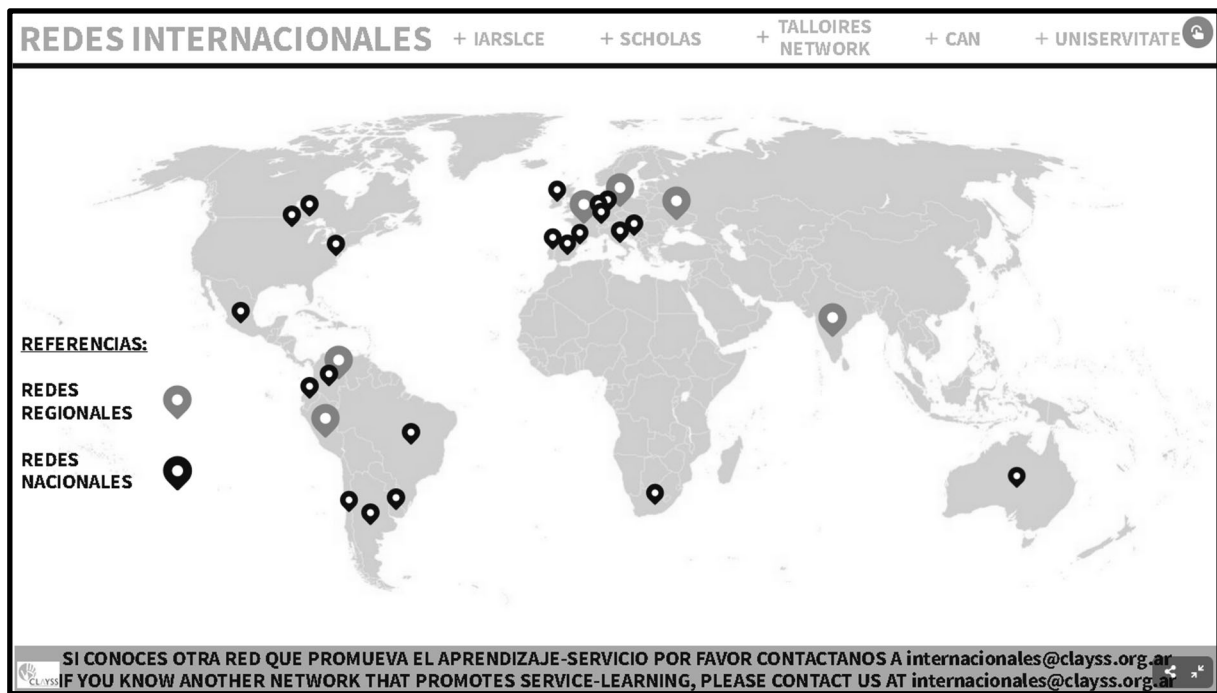 REDES INTERNACIONALES
+ IARSLCE
+ SCHOLAS
+ TALLOIRES
NETWORK
+ CAN
+ UNISERVITATE
REFERENCIAS:
REDES
REGIONALES
REDES
NACIONALES
SI CONOCES OTRA RED QUE PROMUEVA EL APRENDIZAJE-SERVICIO POR FAVOR CONTACTANOS A internacionales@clayss.org.ar
IF YOU KNOW ANOTHER NETWORK THAT PROMOTES SERVICE-LEARNING, PLEASE CONTACT US AT internacionales@clayss.org.ar
CLAYSS